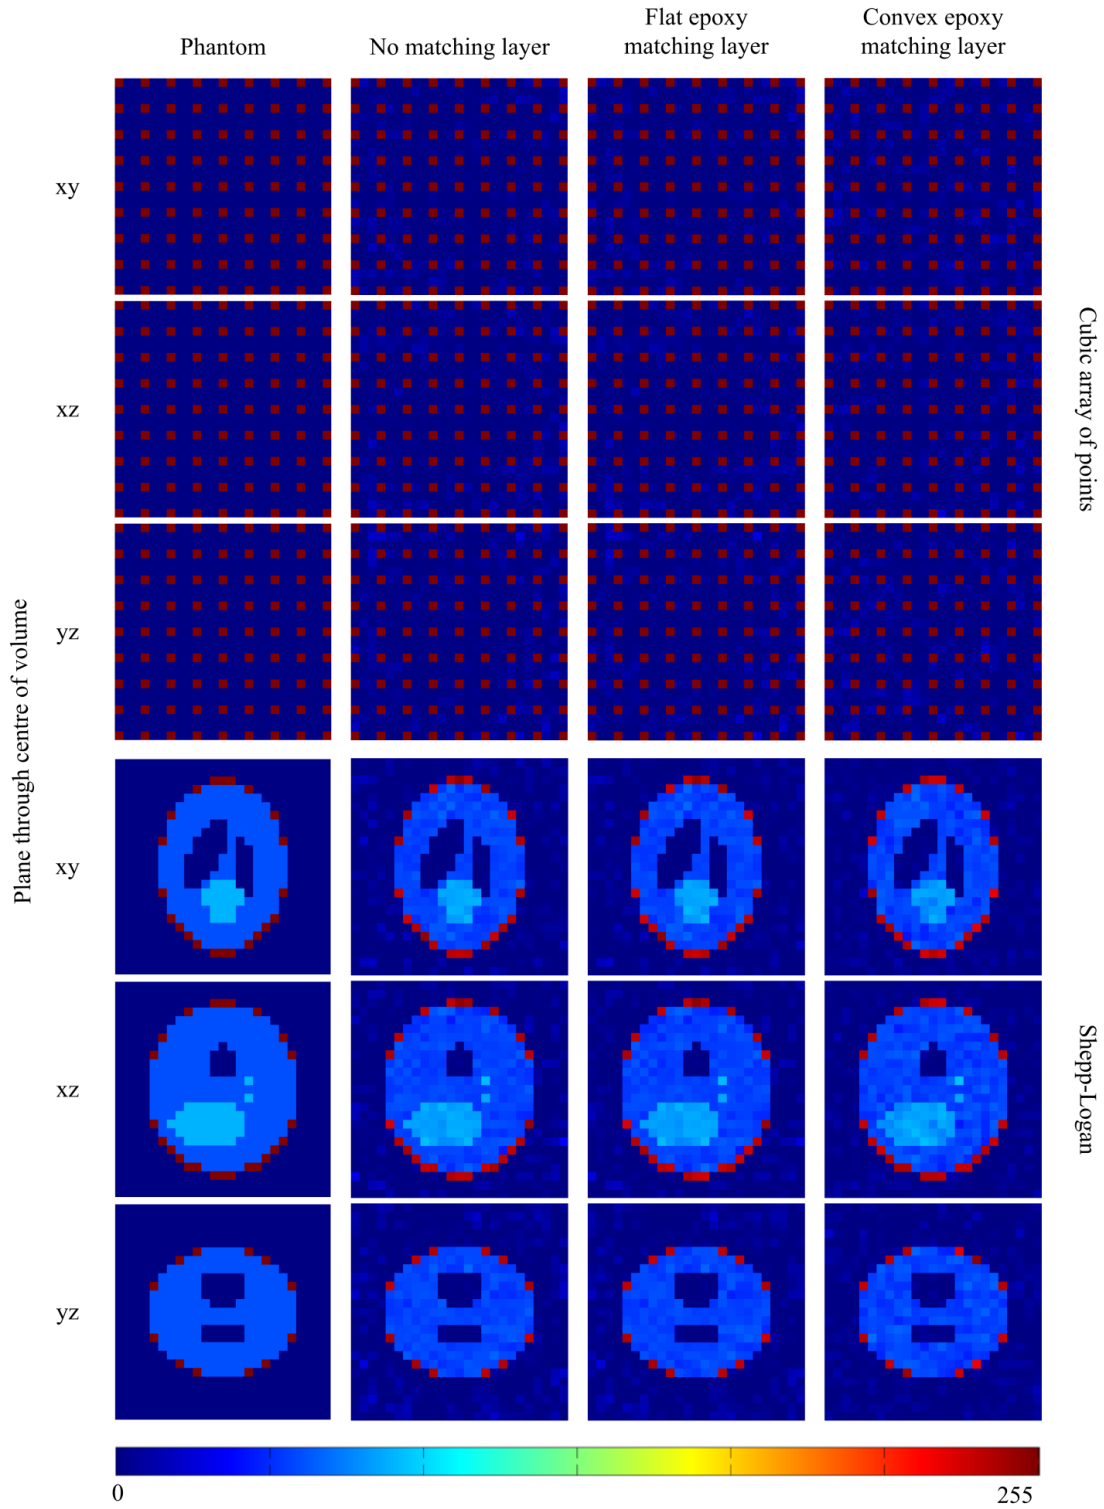 Phantom
No matching layer
Flat epoxy
matching layer
Convex epoxy
matching layer
Plane through centre of volume
xy
xz
yz
Cubic array of points
xy
xz
yz
Shepp-Logan
0
255